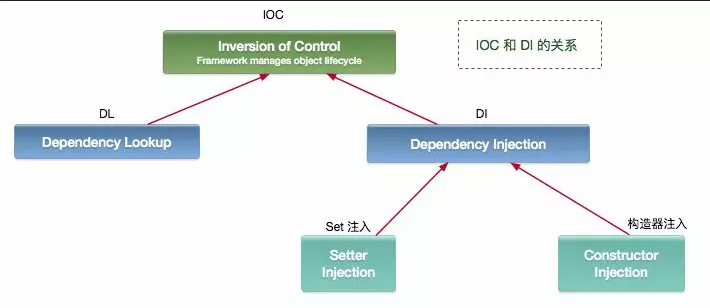 IOC
Inversion of Control
Framework manages object lifecycle
IOC 和 DI 的关系
DL
DI
Dependency Lookup
Dependency Injection
Set 注入
构造器注入
Setter
Injection
Constructor
Injection